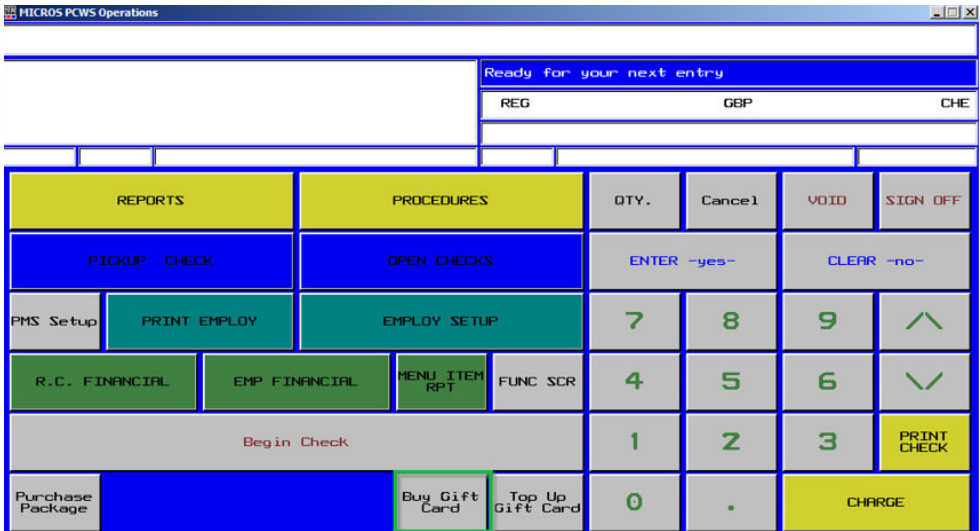 MICROS PCWS Operations
Ready for your next entry
REG GBP CHE
REPORTS PROCEDURES QTY. Cancel VOID SIGN OFF
PICKUP CHECK OPEN CHECKS ENTER -yes- CLEAR -no-
PMS Setup PRINT EMPLOY EMPLOY SETUP 7 8 9 /\
R.C. FINANCIAL EMP FINANCIAL MENU ITEM RPT FUNC SCR 4 5 6 \/
Begin Check 1 2 3 PRINT CHECK
Purchase Package Buy Gift Card Top Up Gift Card 0 . CHARGE